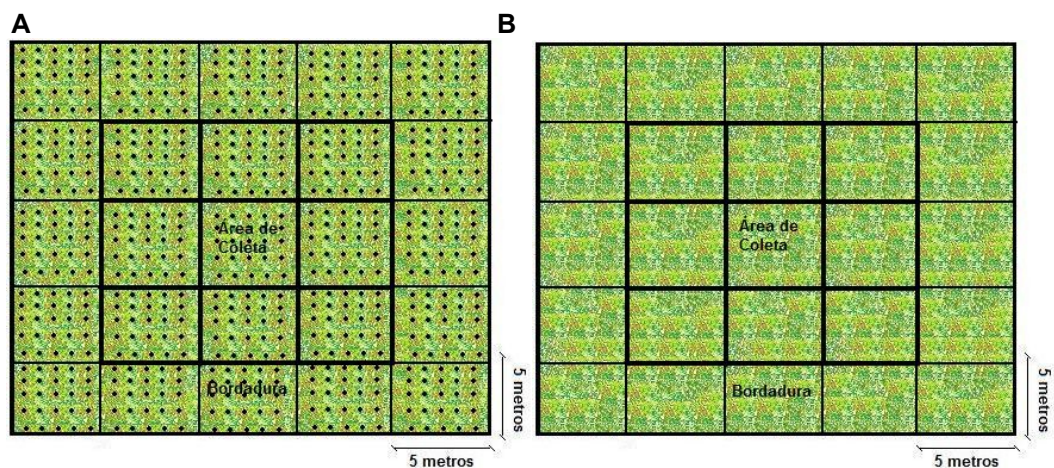 A
Área de
Coleta
Bordadura
5 metros
5 metros
B
Área de
Coleta
Bordadura
5 metros
5 metros